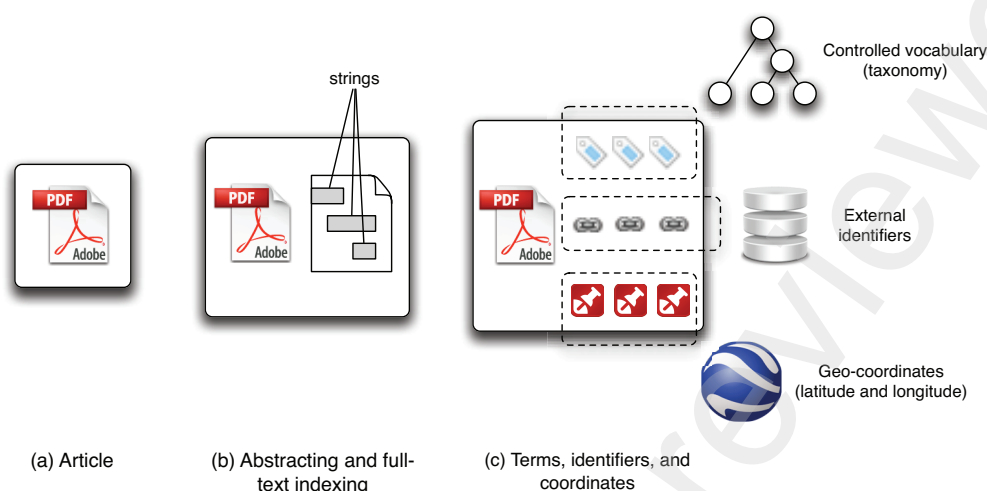 Controlled vocabulary
(taxonomy)
strings
PDF
Adobe
PDF
Adobe
PDF
Adobe
External
identifiers
Geo-coordinates
(latitude and longitude)
(a) Article
(b) Abstracting and full-
text indexing
(c) Terms, identifiers, and
coordinates
review